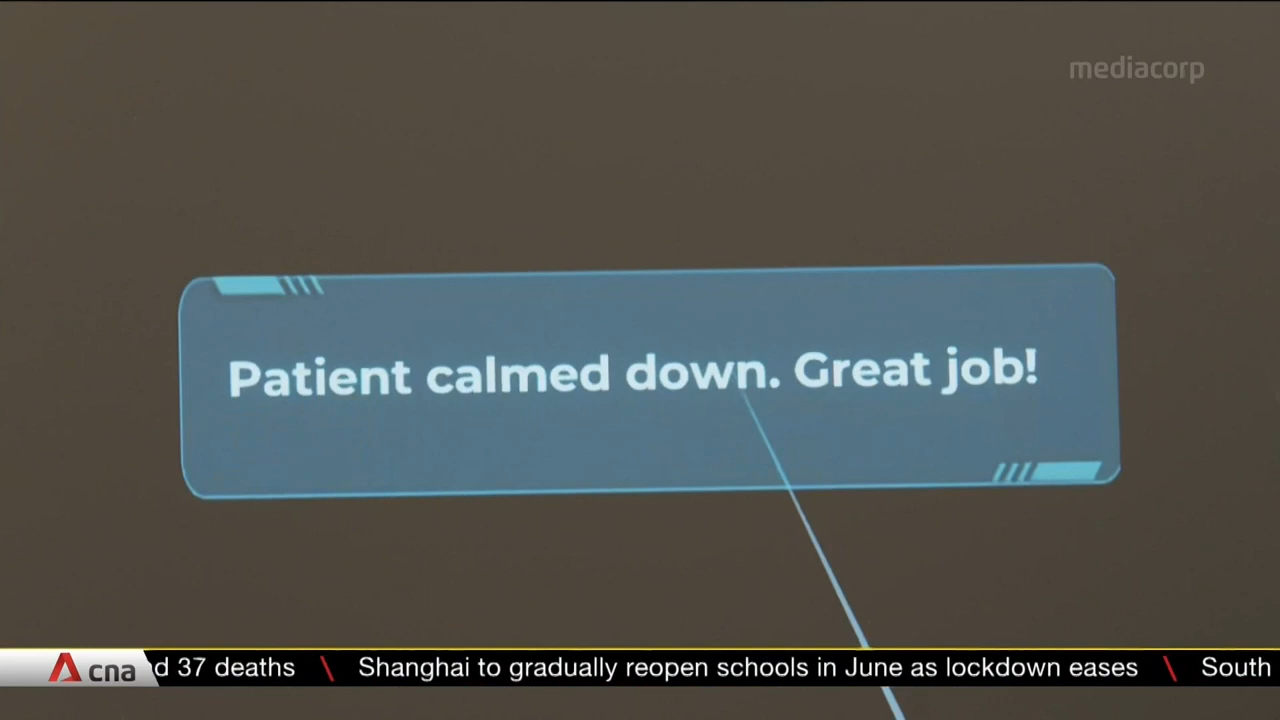 mediacorp
Patient calmed down. Great job!
cna
d 37 deaths \ Shanghai to gradually reopen schools in June as lockdown eases \ South